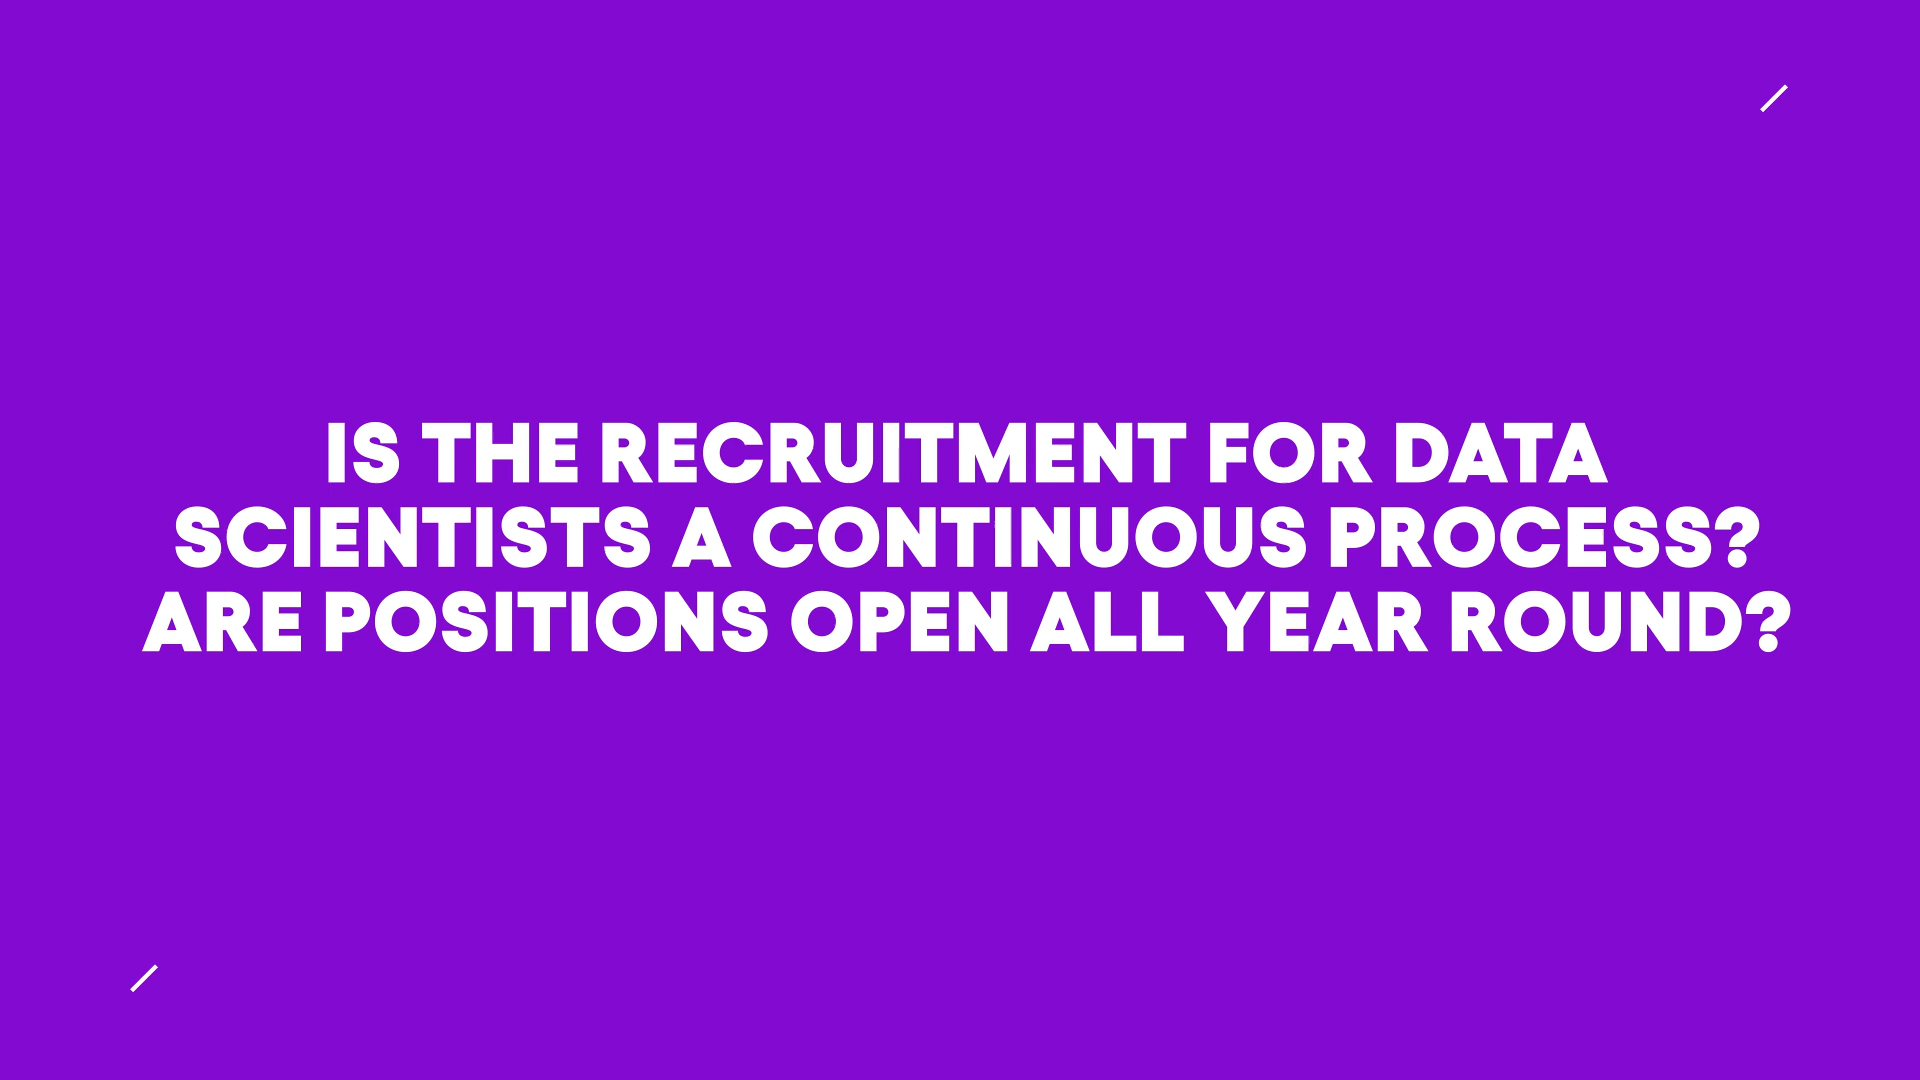 IS THE RECRUITMENT FOR DATA
SCIENTISTS A CONTINUOUS PROCESS?
ARE POSITIONS OPEN ALL YEAR ROUND?